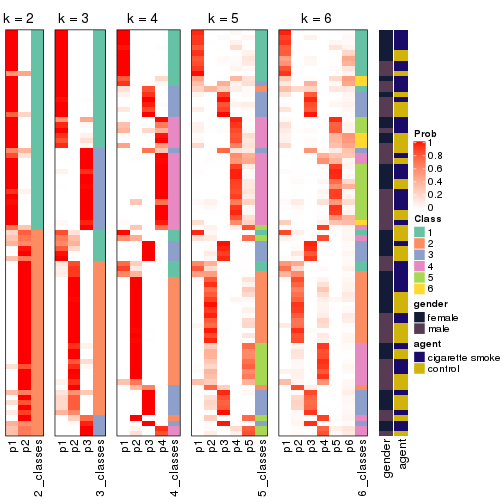 k = 2
k = 3
k = 4
k = 5
k = 6
p1
p2
2_classes
p1
p2
p3
3_classes
p1
p2
p3
p4
4_classes
p1
p2
p3
p4
p5
5_classes
p1
p2
p3
p4
p5
p6
6_classes
gender
agent
Prob
1
0.8
0.6
0.4
0.2
0
Class
1
2
3
4
5
6
gender
female
male
agent
cigarette smoke
control